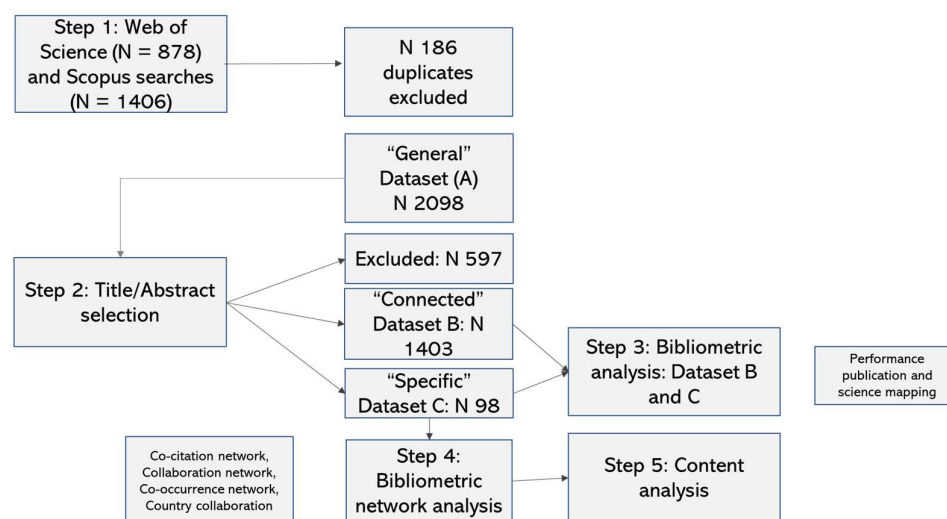 Step 1: Web of
Science (N = 878)
and Scopus searches
(N = 1406)
N 186
duplicates
excluded
“General”
Dataset (A)
N 2098
Step 2: Title/Abstract
selection
Excluded: N 597
“Connected”
Dataset B: N
1403
“Specific”
Dataset C: N 98
Step 3: Bibliometric
analysis: Dataset B
and C
Performance
publication and
science mapping
Co-citation network,
Collaboration network,
Co-occurrence network,
Country collaboration
Step 4:
Bibliometric
network analysis
Step 5: Content
analysis